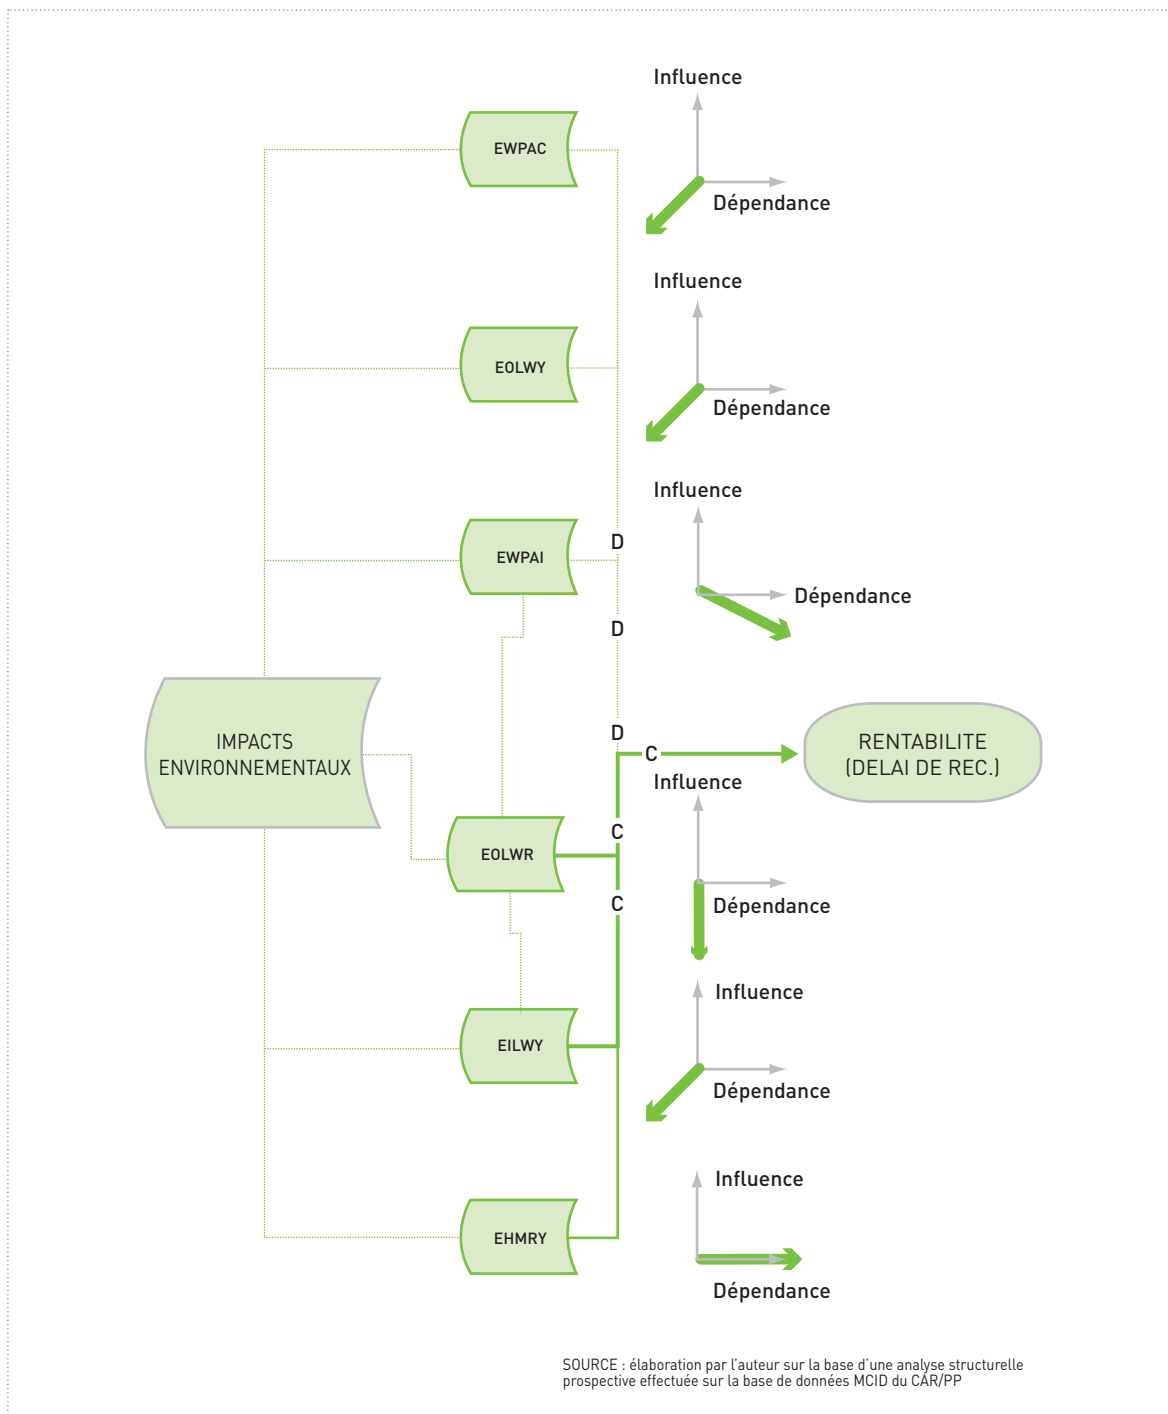 Influence
EWPAC
Dépendance
Influence
EOLWY
Dépendance
Influence
D
EWPAI
Dépendance
D
D
IMPACTS
ENVIRONNEMENTAUX
C
RENTABILITE
(DELAI DE REC.)
Influence
C
EOLWR
C
Dépendance
Influence
EILWY
Dépendance
Influence
EHMRY
Dépendance
SOURCE : élaboration par l'auteur sur la base d'une analyse structurelle
prospective effectuée sur la base de données MCID du CAR/PP